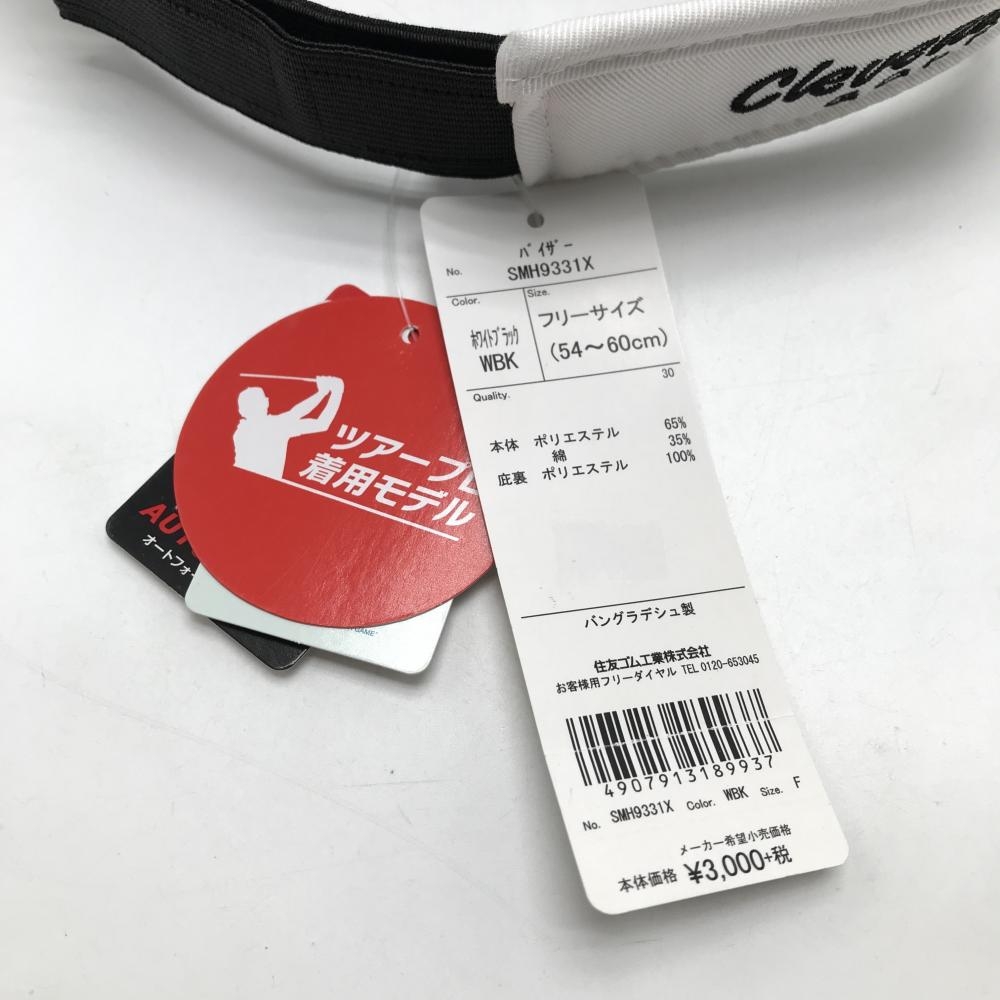 バイザー
No. SMH9331X
Color. Size.
ホワイトブラック フリーサイズ
WBK (54～60cm)
30
Quality.
本体 ポリエステル 65%
綿 35%
庇裏 ポリエステル 100%
バングラデシュ製
住友ゴム工業株式会社
お客様用フリーダイヤル TEL 0120-653045
4907913189937
No. SMH9331X Color. WBK Size. F
メーカー希望小売価格
本体価格 ¥3,000+税
ツアープロ
着用モデル
オートフォ
GAME